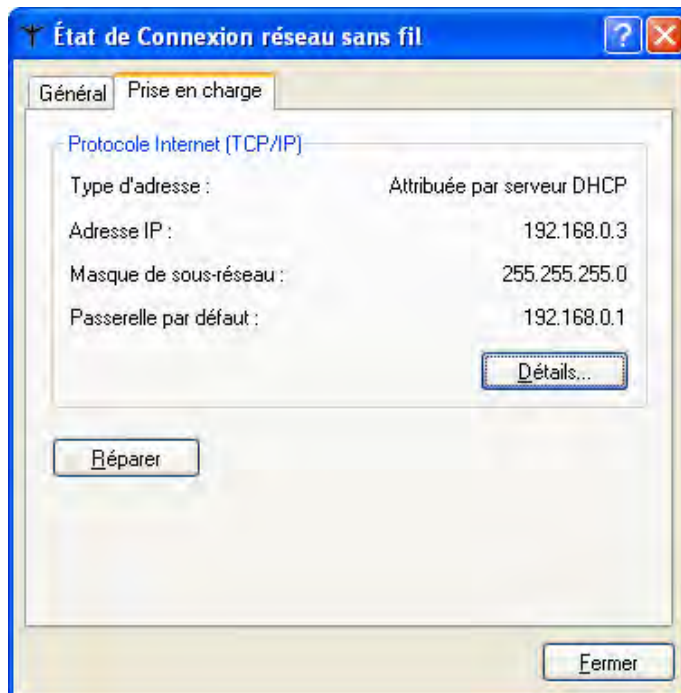 État de Connexion réseau sans fil
Général Prise en charge
Protocole Internet (TCP/IP)
Type d'adresse : Attribuée par serveur DHCP
Adresse IP : 192.168.0.3
Masque de sous-réseau : 255.255.255.0
Passerelle par défaut : 192.168.0.1
Détails...
Réparer
Fermer